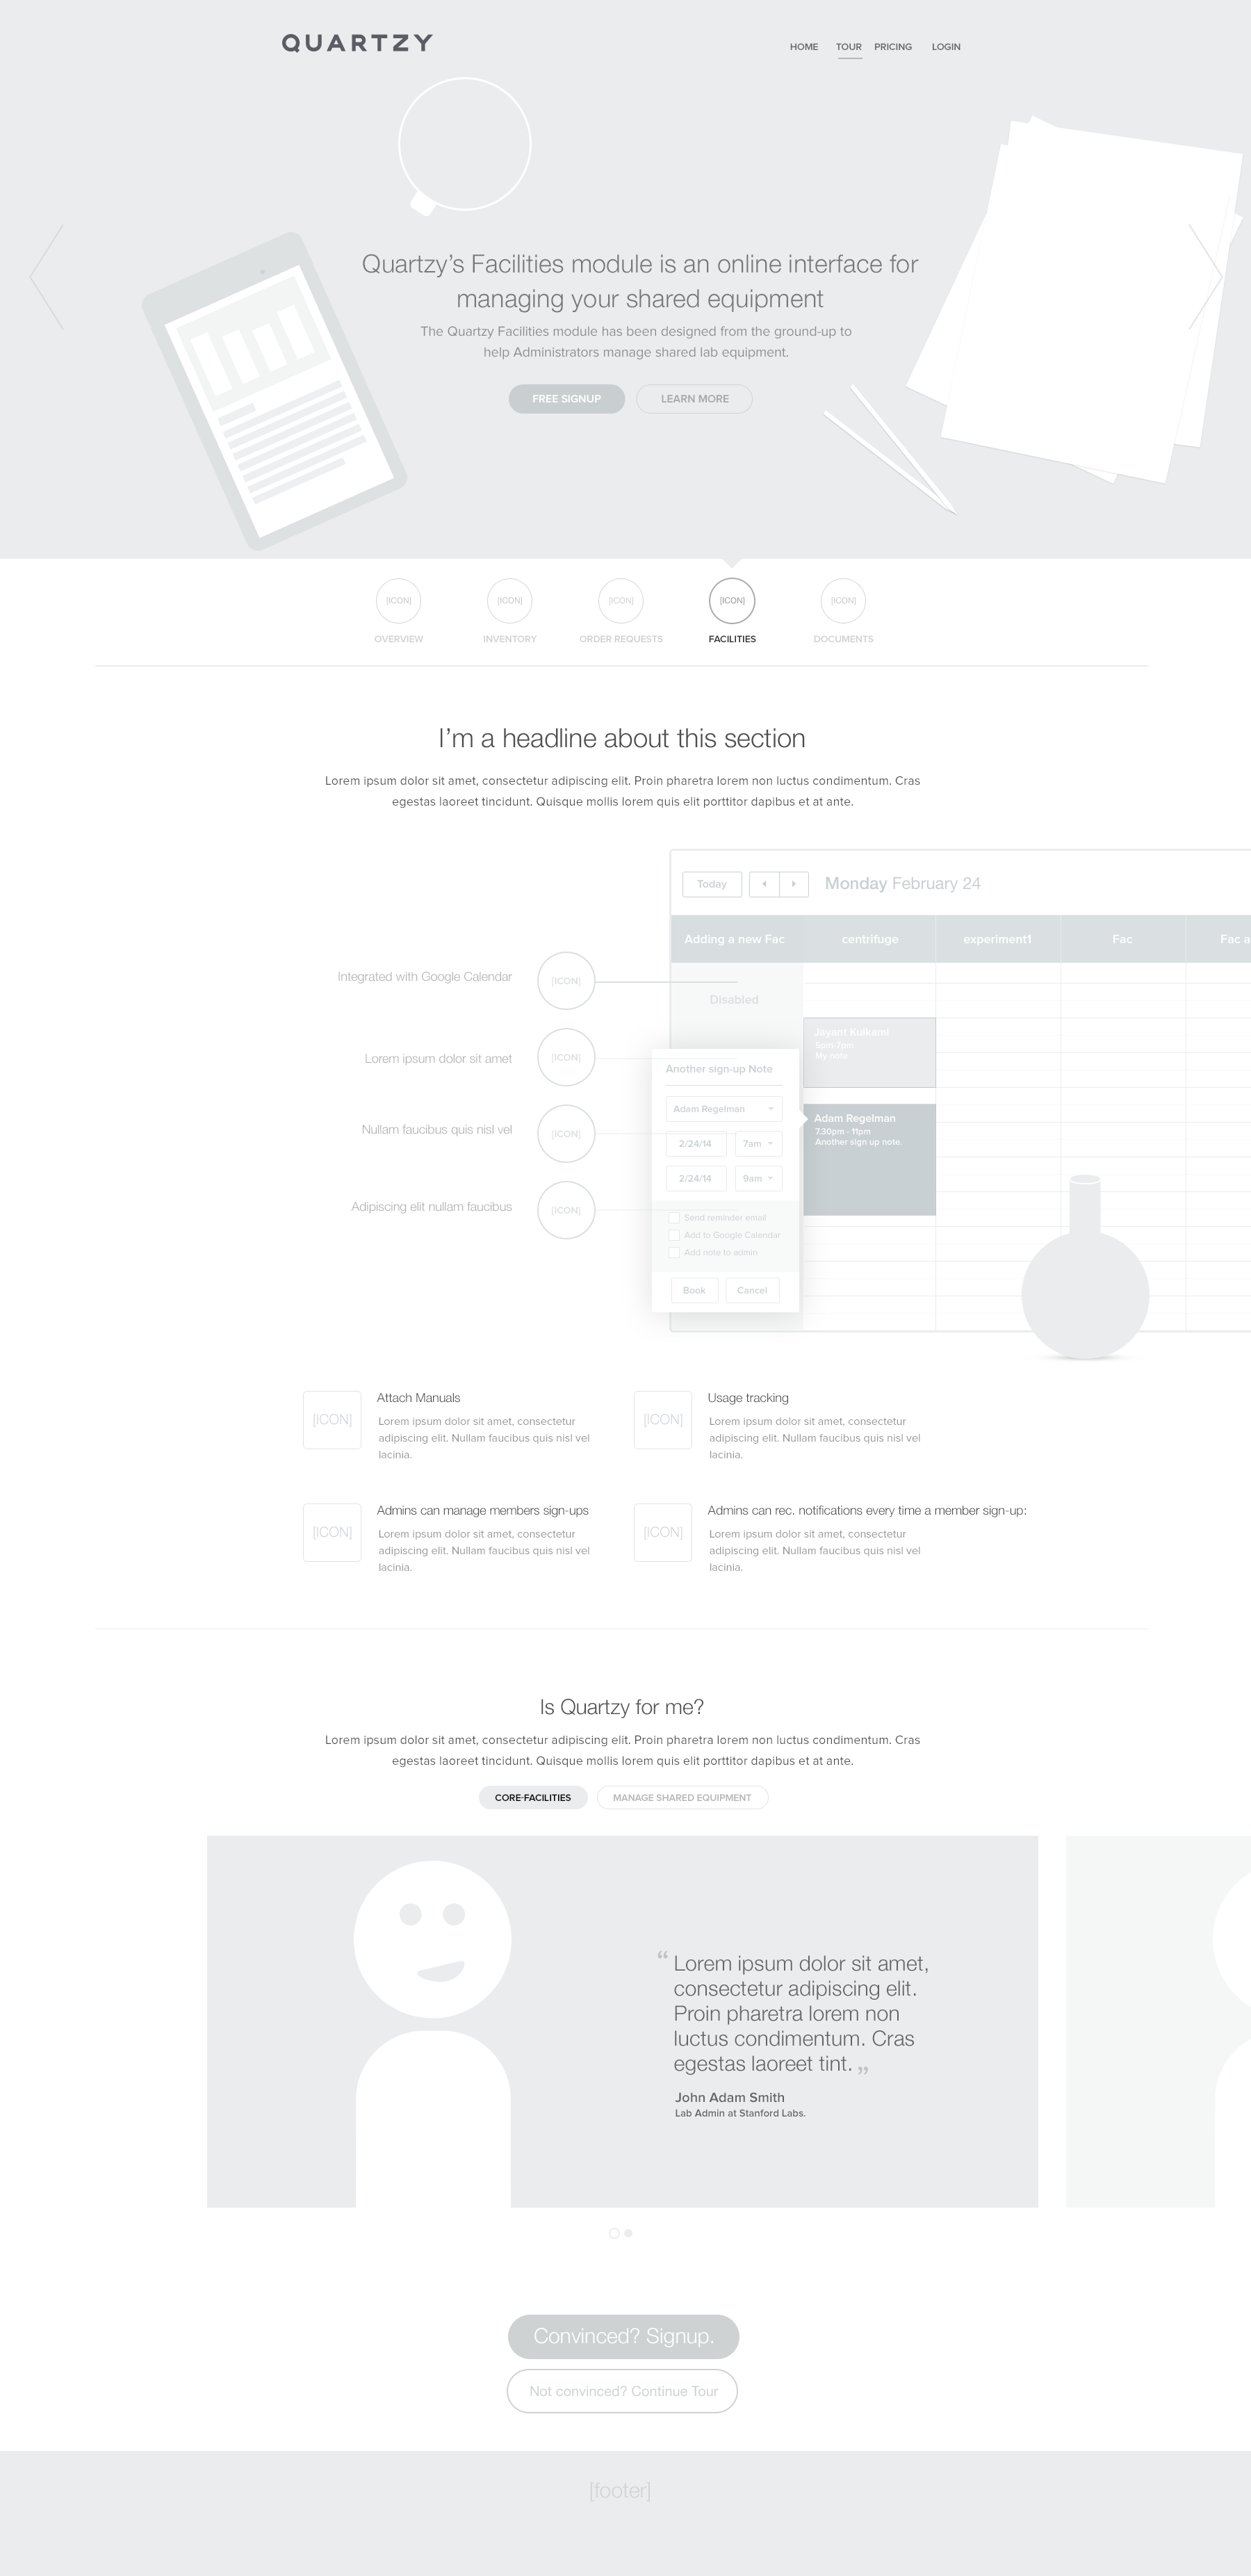 QUARTZY
HOME TOUR PRICING LOGIN
Quartzy’s Facilities module is an online interface for
managing your shared equipment
The Quartzy Facilities module has been designed from the ground-up to
help Administrators manage shared lab equipment.
FREE SIGNUP LEARN MORE
[ICON] [ICON] [ICON] [ICON] [ICON]
OVERVIEW INVENTORY ORDER REQUESTS FACILITIES DOCUMENTS
I’m a headline about this section
Lorem ipsum dolor sit amet, consectetur adipiscing elit. Proin pharetra lorem non luctus condimentum. Cras
egestas laoreet tincidunt. Quisque mollis lorem quis elit porttitor dapibus et at ante.
Integrated with Google Calendar [ICON]
Lorem ipsum dolor sit amet [ICON]
Nullam faucibus quis nisl vel [ICON]
Adipiscing elit nullam faucibus [ICON]
Today Monday February 24
Adding a new Fac centrifuge experiment1 Fac Fac a
Disabled
Jayant Kulkami
5pm-7pm
My note
Another sign-up Note
Adam Regelman
2/24/14 7am
2/24/14 9am
Send reminder email
Add to Google Calendar
Add note to admin
Book Cancel
Adam Regelman
7.30pm - 11pm
Another sign up note.
[ICON] Attach Manuals
Lorem ipsum dolor sit amet, consectetur
adipiscing elit. Nullam faucibus quis nisl vel
lacinia.
[ICON] Usage tracking
Lorem ipsum dolor sit amet, consectetur
adipiscing elit. Nullam faucibus quis nisl vel
lacinia.
[ICON] Admins can manage members sign-ups
Lorem ipsum dolor sit amet, consectetur
adipiscing elit. Nullam faucibus quis nisl vel
lacinia.
[ICON] Admins can rec. notifications every time a member sign-up:
Lorem ipsum dolor sit amet, consectetur
adipiscing elit. Nullam faucibus quis nisl vel
lacinia.
Is Quartzy for me?
Lorem ipsum dolor sit amet, consectetur adipiscing elit. Proin pharetra lorem non luctus condimentum. Cras
egestas laoreet tincidunt. Quisque mollis lorem quis elit porttitor dapibus et at ante.
CORE-FACILITIES MANAGE SHARED EQUIPMENT
“ Lorem ipsum dolor sit amet,
consectetur adipiscing elit.
Proin pharetra lorem non
luctus condimentum. Cras
egestas laoreet tint. ”
John Adam Smith
Lab Admin at Stanford Labs.
Convinced? Signup.
Not convinced? Continue Tour
[footer]